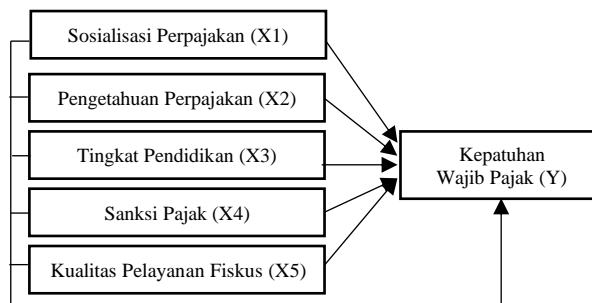 Sosialisasi Perpajakan (X1)
Pengetahuan Perpajakan (X2)
Tingkat Pendidikan (X3)
Sanksi Pajak (X4)
Kualitas Pelayanan Fiskus (X5)
Kepatuhan
Wajib Pajak (Y)